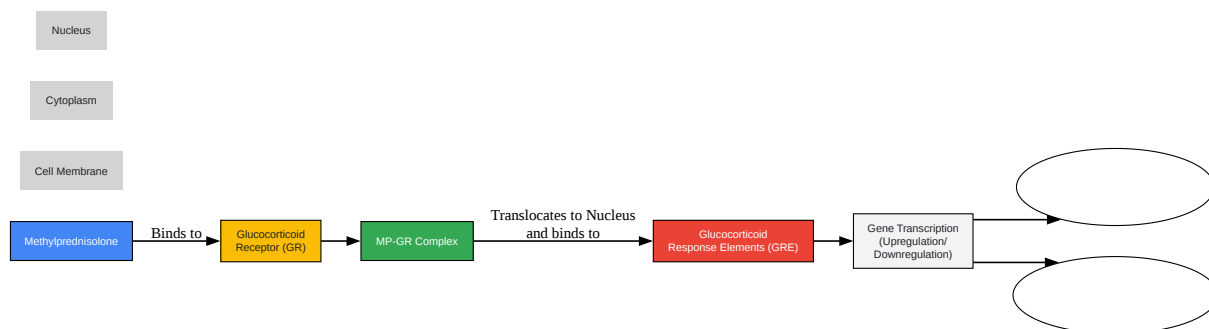 Nucleus
Cytoplasm
Cell Membrane
Methylprednisolone
Binds to
Glucocorticoid
Receptor (GR)
MP-GR Complex
Translocates to Nucleus
and binds to
Glucocorticoid
Response Elements (GRE)
Gene Transcription
(Upregulation/
Downregulation)